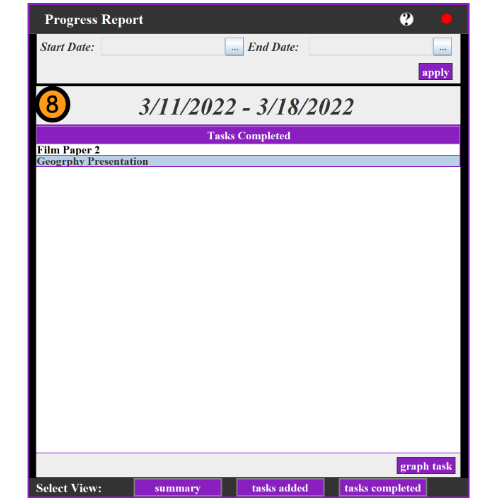 Progress Report ?
Start Date: ... End Date: ...
apply
8 3/11/2022 - 3/18/2022
Tasks Completed
Film Paper 2
Geogrphy Presentation
graph task
Select View: summary tasks added tasks completed